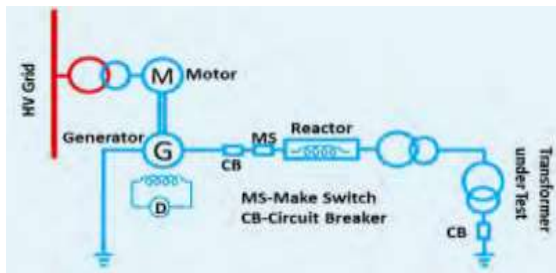 HV Grid
M
Motor
Generator
G
CB
MS
Reactor
D
MS-Make Switch
CB-Circuit Breaker
CB
Transformer
under Test